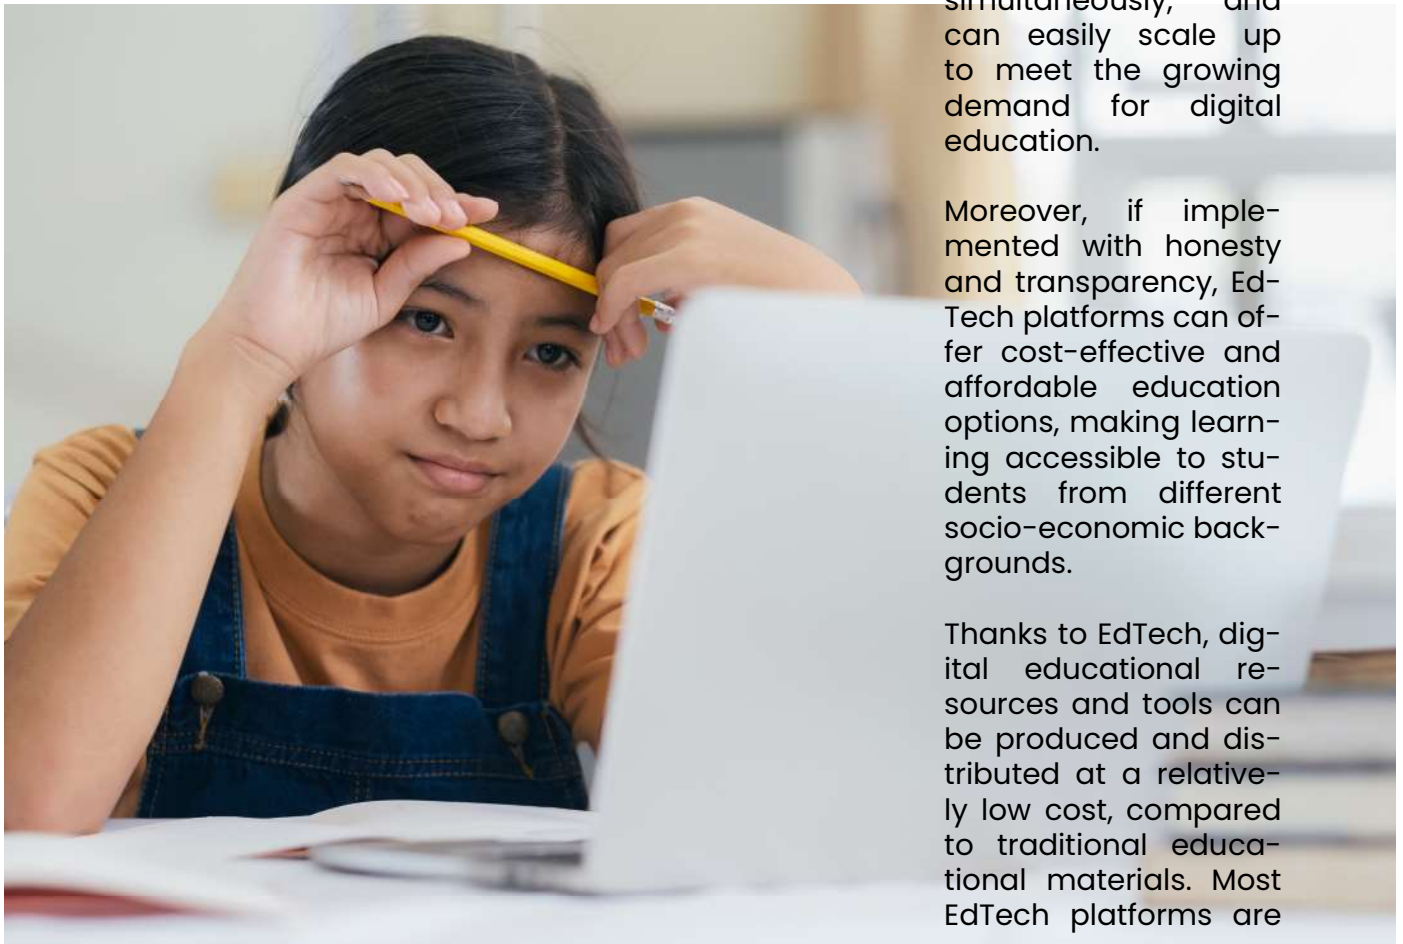 simultaneously, and
can easily scale up
to meet the growing
demand for digital
education.
Moreover, if imple-
mented with honesty
and transparency, Ed-
Tech platforms can of-
fer cost-effective and
affordable education
options, making learn-
ing accessible to stu-
dents from different
socio-economic back-
grounds.
Thanks to EdTech, dig-
ital educational re-
sources and tools can
be produced and dis-
tributed at a relative-
ly low cost, compared
to traditional educa-
tional materials. Most
EdTech platforms are